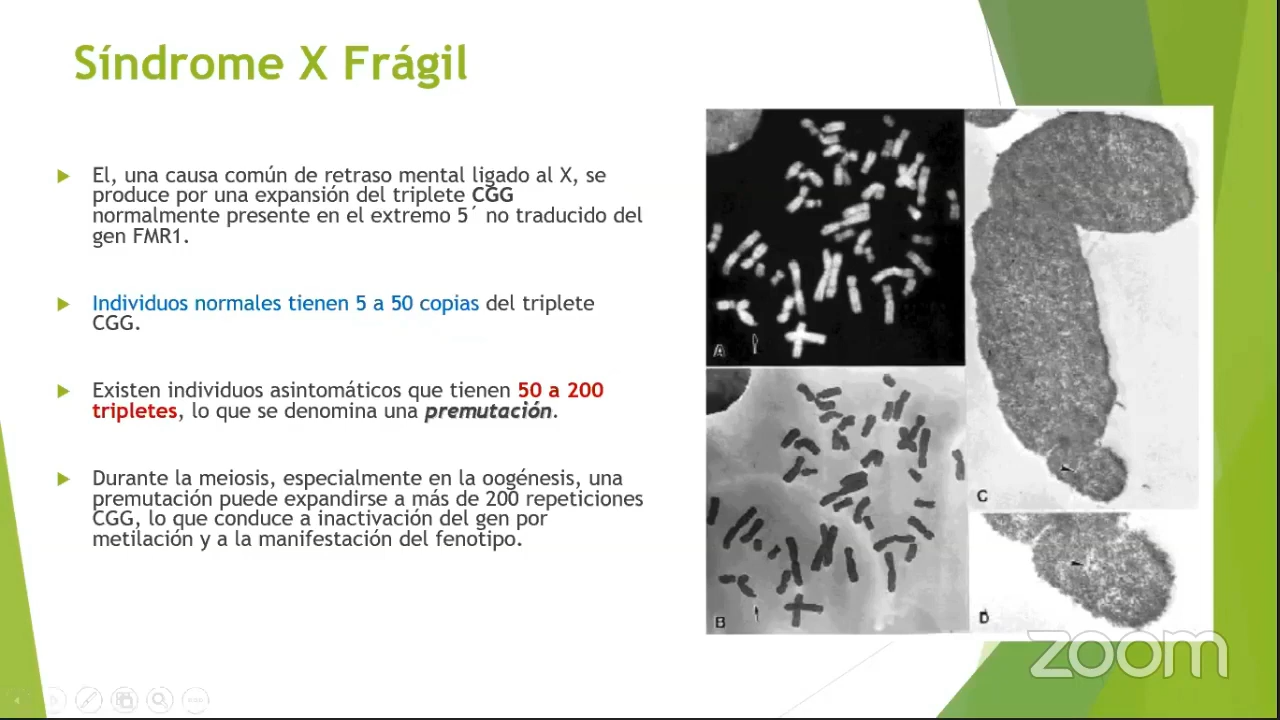 Síndrome X Frágil
El, una causa común de retraso mental ligado al X, se
produce por una expansión del triplete CGG
normalmente presente en el extremo 5´ no traducido del
gen FMR1.
Individuos normales tienen 5 a 50 copias del triplete
CGG.
Existen individuos asintomáticos que tienen 50 a 200
tripletes, lo que se denomina una premutación.
Durante la meiosis, especialmente en la oogénesis, una
premutación puede expandirse a más de 200 repeticiones
CGG, lo que conduce a inactivación del gen por
metilación y a la manifestación del fenotipo.
A
B
C
D
zoom